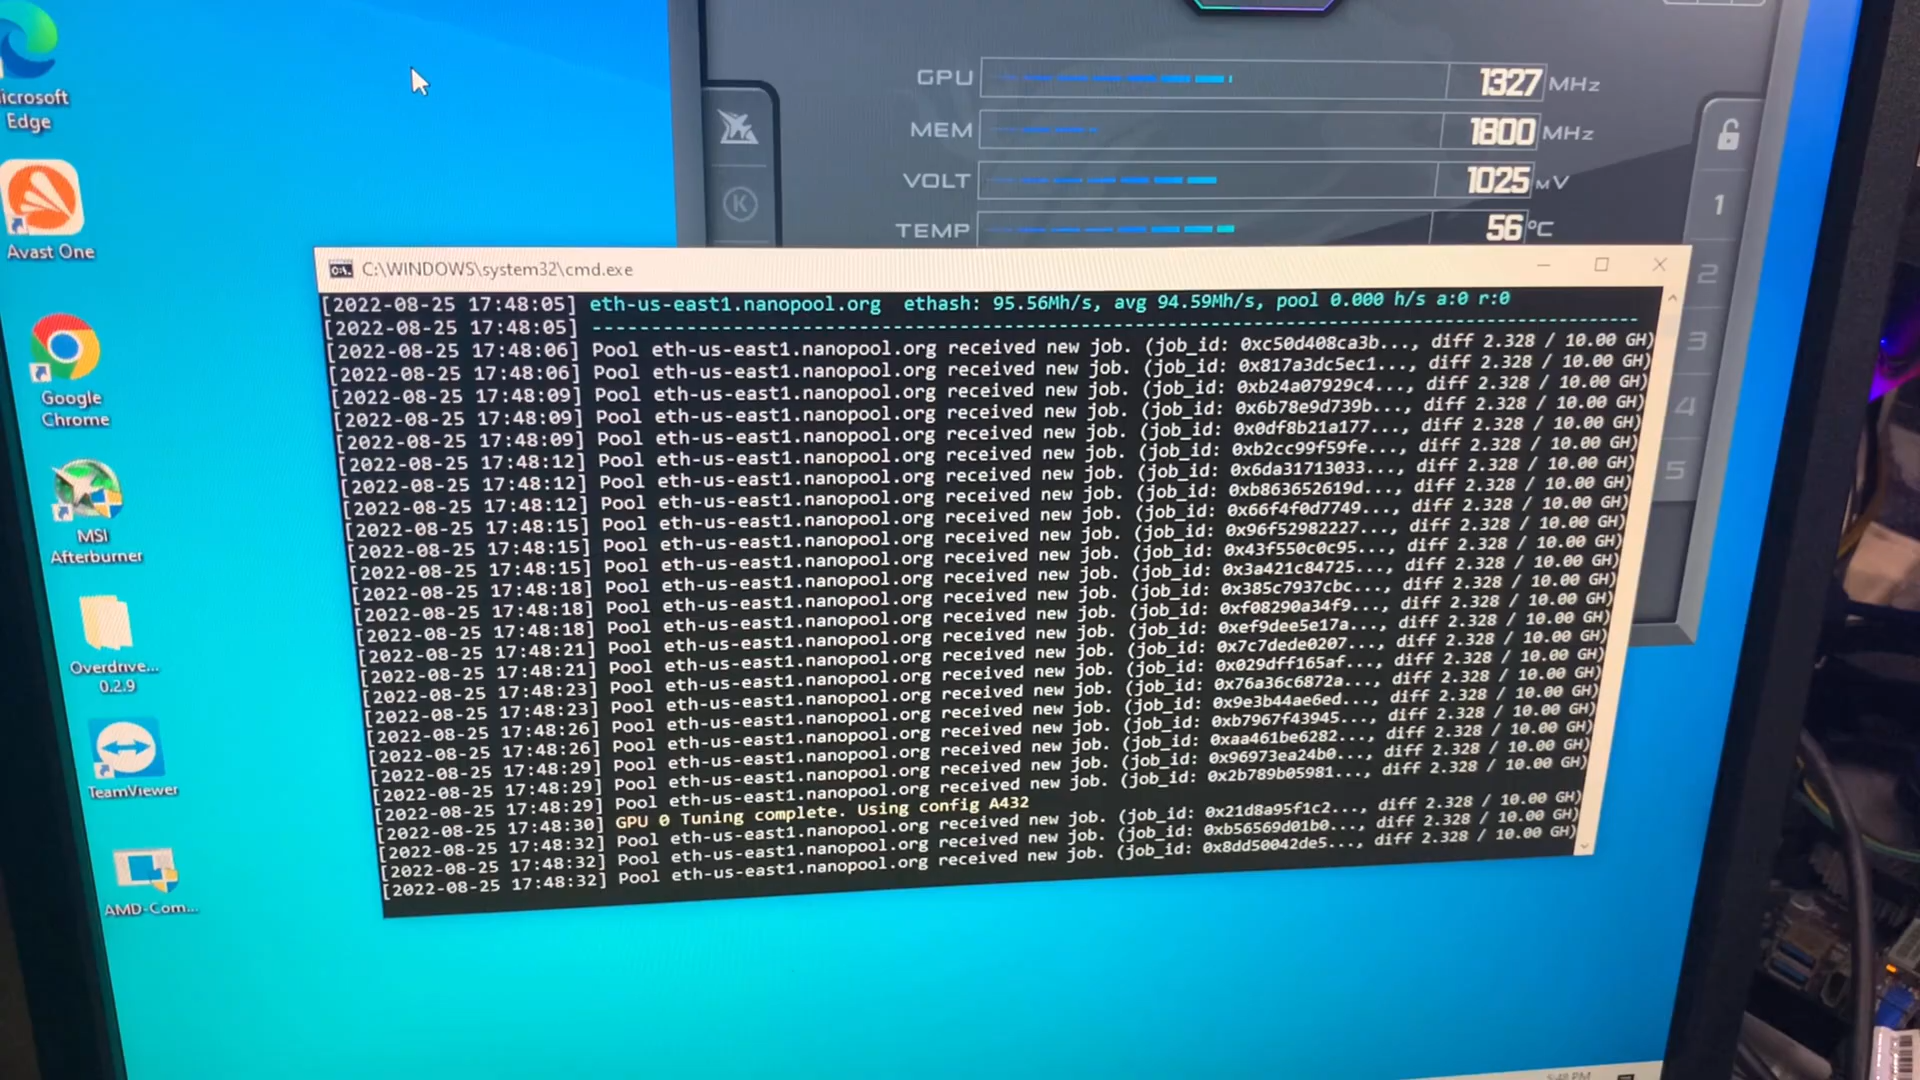 icrosoft
Edge
Avast One
Google
Chrome
MSI
Afterburner
Overdrive...
0.2.9
TeamViewer
AMD-Com...
GPU 1327 MHz
MEM 1800 MHz
VOLT 1025 mV
TEMP 56 °C
K
1
2
3
4
5
C:\WINDOWS\system32\cmd.exe
[2022-08-25 17:48:05] eth-us-east1.nanopool.org ethash: 95.56Mh/s, avg 94.59Mh/s, pool 0.000 h/s a:0 r:0
[2022-08-25 17:48:05] --------------------------------------------------------------------------------
[2022-08-25 17:48:06] Pool eth-us-east1.nanopool.org received new job. (job_id: 0xc50d408ca3b..., diff 2.328 / 10.00 GH)
[2022-08-25 17:48:06] Pool eth-us-east1.nanopool.org received new job. (job_id: 0x817a3dc5ec1..., diff 2.328 / 10.00 GH)
[2022-08-25 17:48:09] Pool eth-us-east1.nanopool.org received new job. (job_id: 0xb24a07929c4..., diff 2.328 / 10.00 GH)
[2022-08-25 17:48:09] Pool eth-us-east1.nanopool.org received new job. (job_id: 0x6b78e9d739b..., diff 2.328 / 10.00 GH)
[2022-08-25 17:48:09] Pool eth-us-east1.nanopool.org received new job. (job_id: 0x0df8b21a177..., diff 2.328 / 10.00 GH)
[2022-08-25 17:48:12] Pool eth-us-east1.nanopool.org received new job. (job_id: 0xb2cc99f59fe..., diff 2.328 / 10.00 GH)
[2022-08-25 17:48:12] Pool eth-us-east1.nanopool.org received new job. (job_id: 0x6da31713033..., diff 2.328 / 10.00 GH)
[2022-08-25 17:48:12] Pool eth-us-east1.nanopool.org received new job. (job_id: 0xb863652619d..., diff 2.328 / 10.00 GH)
[2022-08-25 17:48:15] Pool eth-us-east1.nanopool.org received new job. (job_id: 0x66f4f0d7749..., diff 2.328 / 10.00 GH)
[2022-08-25 17:48:15] Pool eth-us-east1.nanopool.org received new job. (job_id: 0x96f52982227..., diff 2.328 / 10.00 GH)
[2022-08-25 17:48:15] Pool eth-us-east1.nanopool.org received new job. (job_id: 0x43f550c0c95..., diff 2.328 / 10.00 GH)
[2022-08-25 17:48:18] Pool eth-us-east1.nanopool.org received new job. (job_id: 0x3a421c84725..., diff 2.328 / 10.00 GH)
[2022-08-25 17:48:18] Pool eth-us-east1.nanopool.org received new job. (job_id: 0x385c7937cbc..., diff 2.328 / 10.00 GH)
[2022-08-25 17:48:18] Pool eth-us-east1.nanopool.org received new job. (job_id: 0xf08290a34f9..., diff 2.328 / 10.00 GH)
[2022-08-25 17:48:21] Pool eth-us-east1.nanopool.org received new job. (job_id: 0xef9dee5e17a..., diff 2.328 / 10.00 GH)
[2022-08-25 17:48:21] Pool eth-us-east1.nanopool.org received new job. (job_id: 0x7c7dede0207..., diff 2.328 / 10.00 GH)
[2022-08-25 17:48:23] Pool eth-us-east1.nanopool.org received new job. (job_id: 0x029dff165af..., diff 2.328 / 10.00 GH)
[2022-08-25 17:48:23] Pool eth-us-east1.nanopool.org received new job. (job_id: 0x76a36c6872a..., diff 2.328 / 10.00 GH)
[2022-08-25 17:48:26] Pool eth-us-east1.nanopool.org received new job. (job_id: 0x9e3b44ae6ed..., diff 2.328 / 10.00 GH)
[2022-08-25 17:48:26] Pool eth-us-east1.nanopool.org received new job. (job_id: 0xb7967f43945..., diff 2.328 / 10.00 GH)
[2022-08-25 17:48:29] Pool eth-us-east1.nanopool.org received new job. (job_id: 0xaa461be6282..., diff 2.328 / 10.00 GH)
[2022-08-25 17:48:29] Pool eth-us-east1.nanopool.org received new job. (job_id: 0x96973ea24b0..., diff 2.328 / 10.00 GH)
[2022-08-25 17:48:29] Pool eth-us-east1.nanopool.org received new job. (job_id: 0x2b789b05981..., diff 2.328 / 10.00 GH)
[2022-08-25 17:48:30] GPU 0 Tuning complete. Using config A432
[2022-08-25 17:48:32] Pool eth-us-east1.nanopool.org received new job. (job_id: 0x21d8a95f1c2..., diff 2.328 / 10.00 GH)
[2022-08-25 17:48:32] Pool eth-us-east1.nanopool.org received new job. (job_id: 0xb56569d01b0..., diff 2.328 / 10.00 GH)
[2022-08-25 17:48:32] Pool eth-us-east1.nanopool.org received new job. (job_id: 0x8dd50042de5..., diff 2.328 / 10.00 GH)